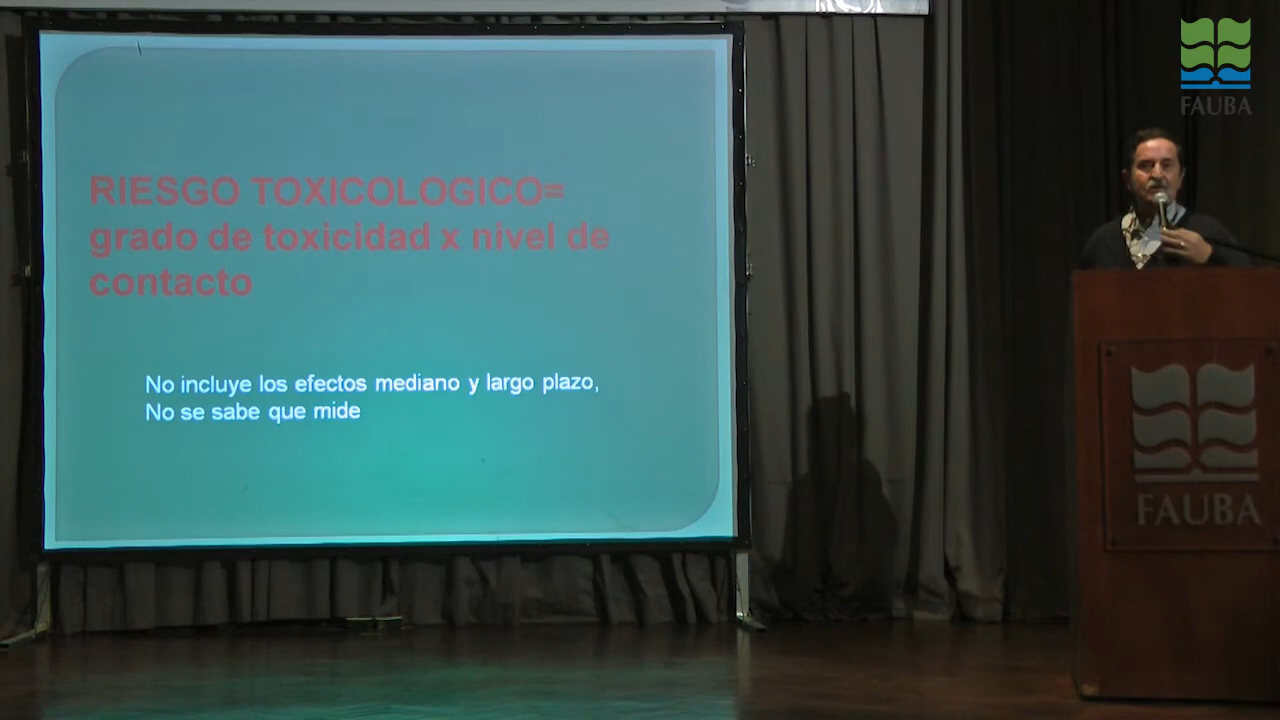 FAUBA
RIESGO TOXICOLOGICO=
grado de toxicidad x nivel de
contacto
No incluye los efectos mediano y largo plazo,
No se sabe que mide
FAUBA